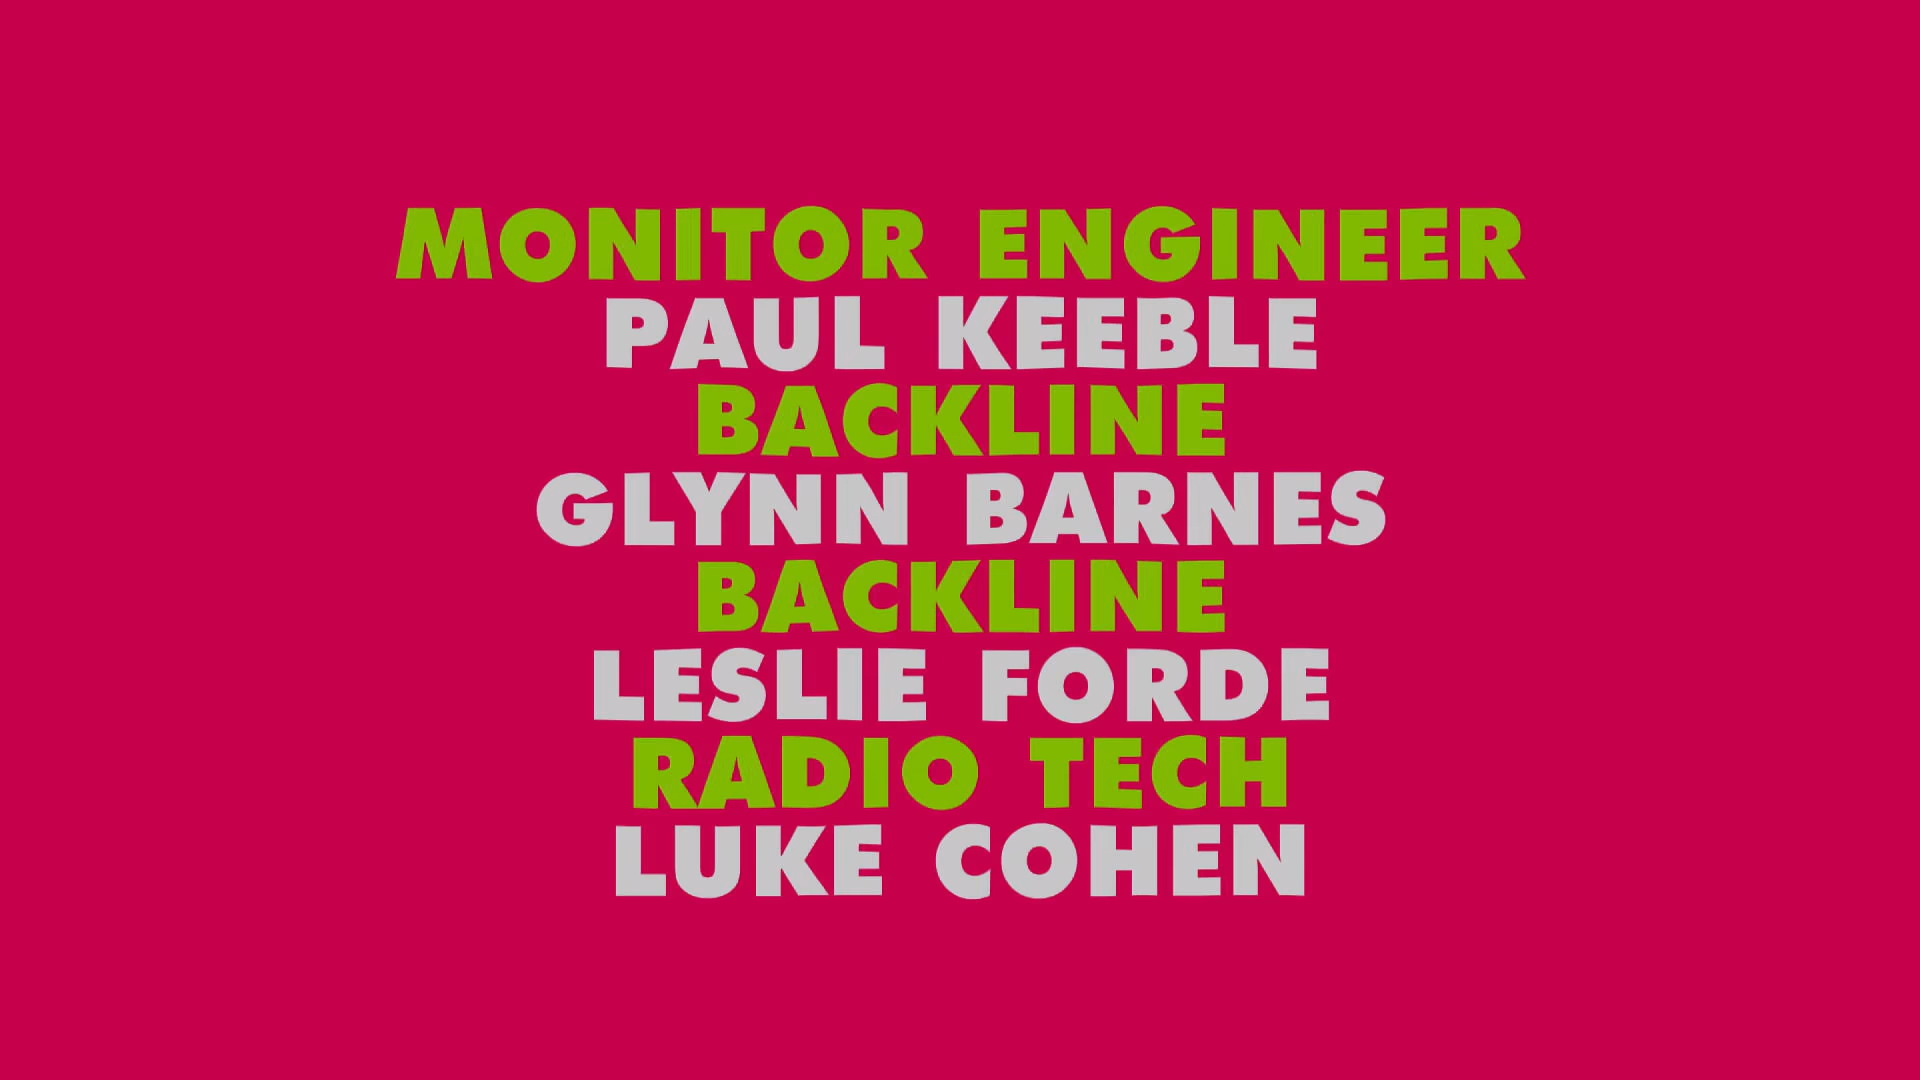 MONITOR ENGINEER
PAUL KEEBLE
BACKLINE
GLYNN BARNES
BACKLINE
LESLIE FORDE
RADIO TECH
LUKE COHEN